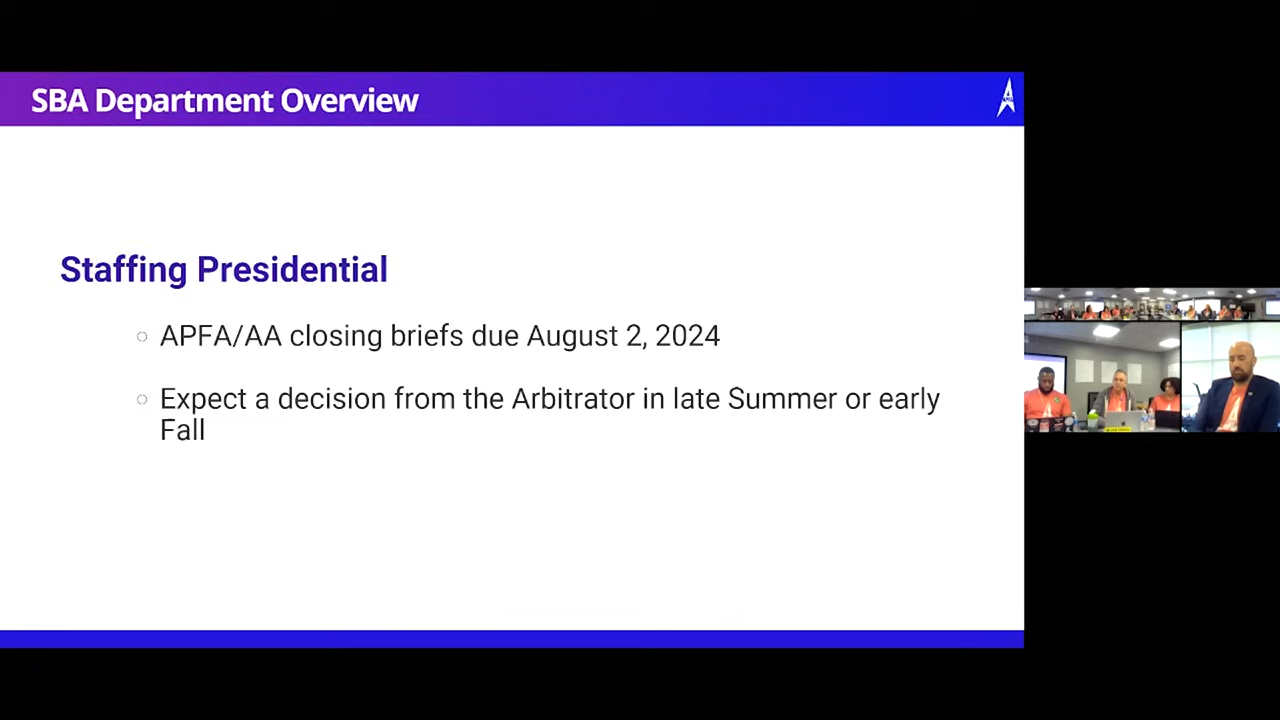 SBA Department Overview
Staffing Presidential
APFA/AA closing briefs due August 2, 2024
Expect a decision from the Arbitrator in late Summer or early
Fall